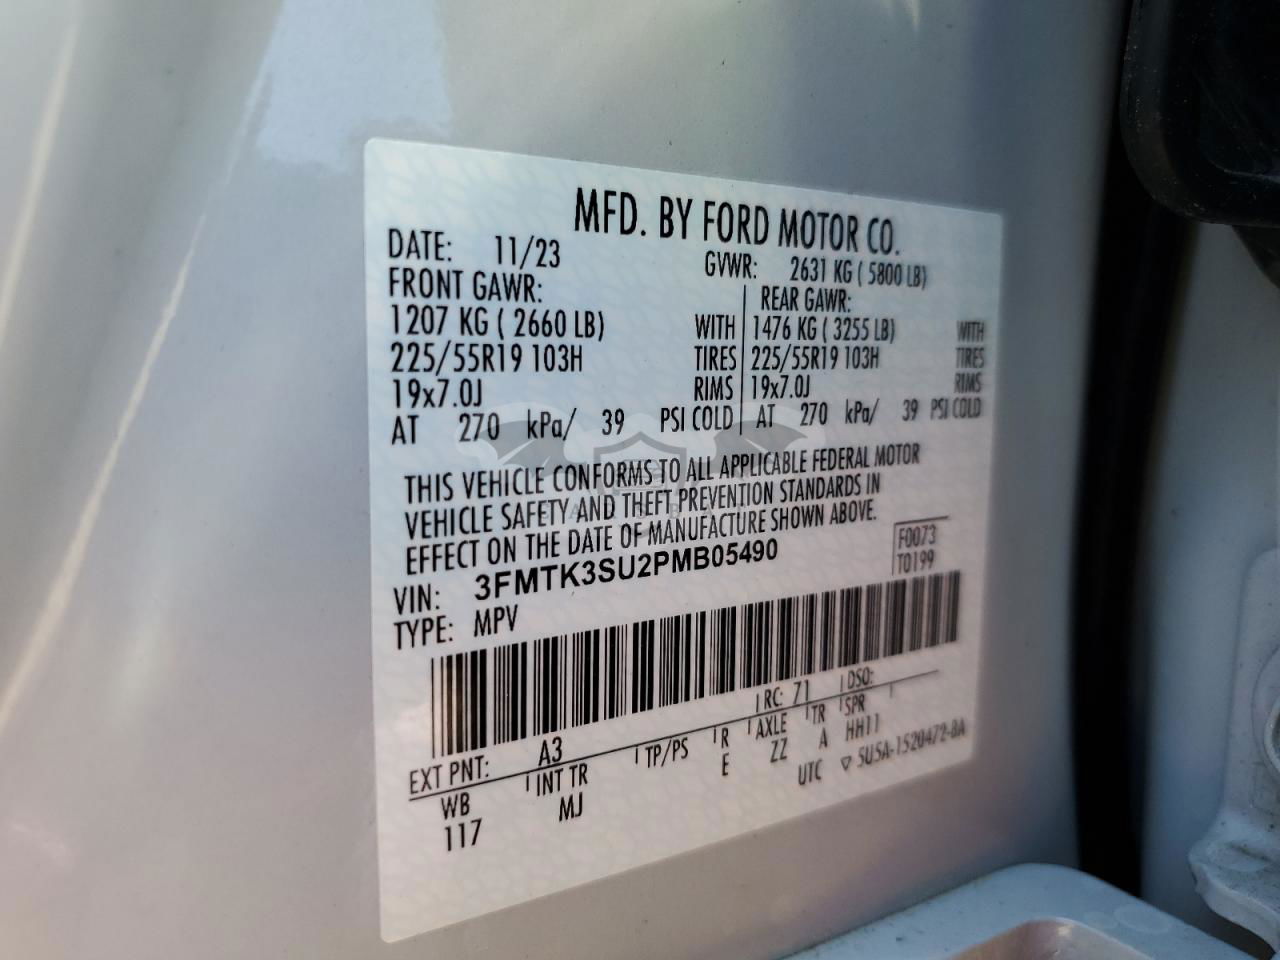 MFD. BY FORD MOTOR CO.
DATE: 11/23 GVWR: 2631 KG ( 5800 LB)
FRONT GAWR: REAR GAWR:
1207 KG ( 2660 LB) WITH 1476 KG ( 3255 LB) WITH
225/55R19 103H TIRES 225/55R19 103H TIRES
19x7.0J RIMS 19x7.0J RIMS
AT 270 kPa/ 39 PSI COLD AT 270 kPa/ 39 PSI COLD
THIS VEHICLE CONFORMS TO ALL APPLICABLE FEDERAL MOTOR
VEHICLE SAFETY AND THEFT PREVENTION STANDARDS IN
EFFECT ON THE DATE OF MANUFACTURE SHOWN ABOVE.
F0073
VIN: 3FMTK3SU2PMB05490 T0199
TYPE: MPV
EXT PNT: A3 RC: 71 DSO:
WB INT TR TP/PS R AXLE TR SPR
117 MJ E ZZ A HH11
UTC ▽ 5U5A-1520472-BA